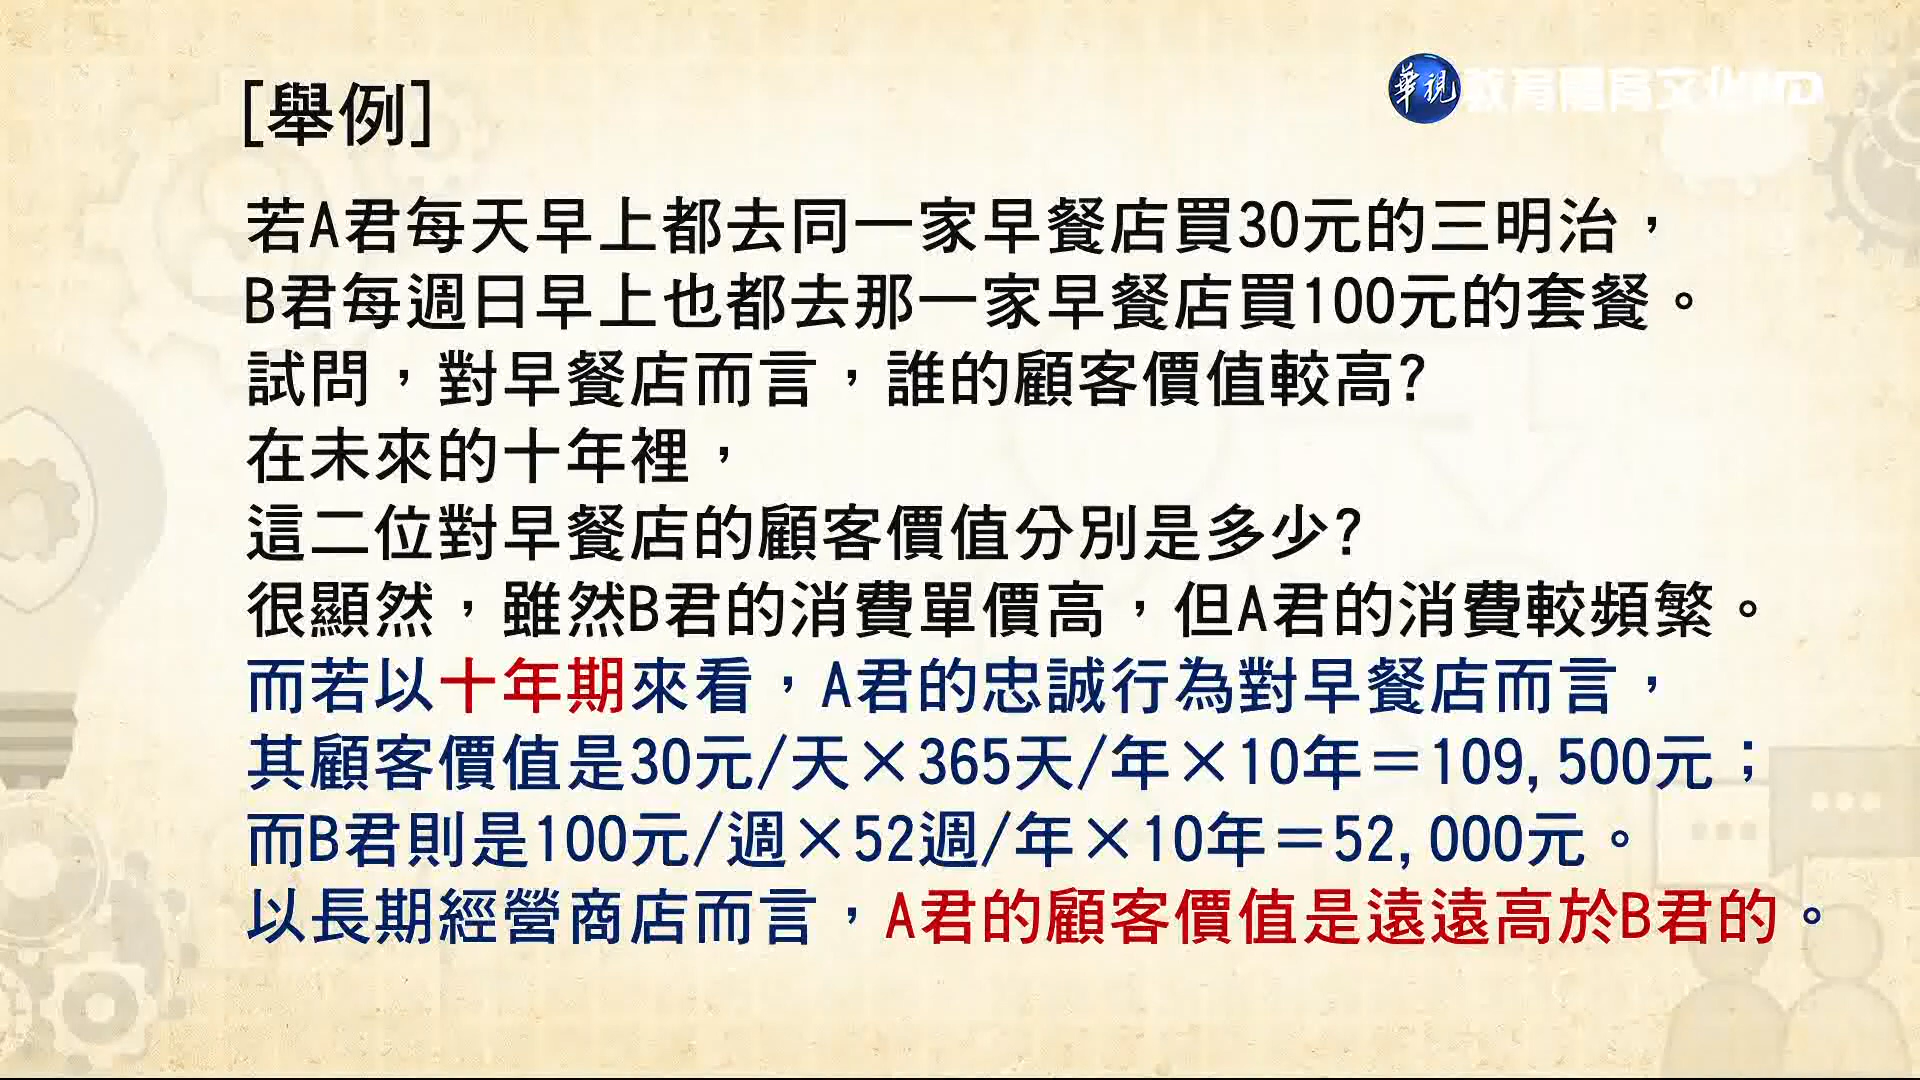 華視 教育體育文化HD
[舉例]
若A君每天早上都去同一家早餐店買30元的三明治，
B君每週日早上也都去那一家早餐店買100元的套餐。
試問，對早餐店而言，誰的顧客價值較高?
在未來的十年裡，
這二位對早餐店的顧客價值分別是多少?
很顯然，雖然B君的消費單價高，但A君的消費較頻繁。
而若以十年期來看，A君的忠誠行為對早餐店而言，
其顧客價值是30元/天×365天/年×10年＝109,500元；
而B君則是100元/週×52週/年×10年＝52,000元。
以長期經營商店而言，A君的顧客價值是遠遠高於B君的。